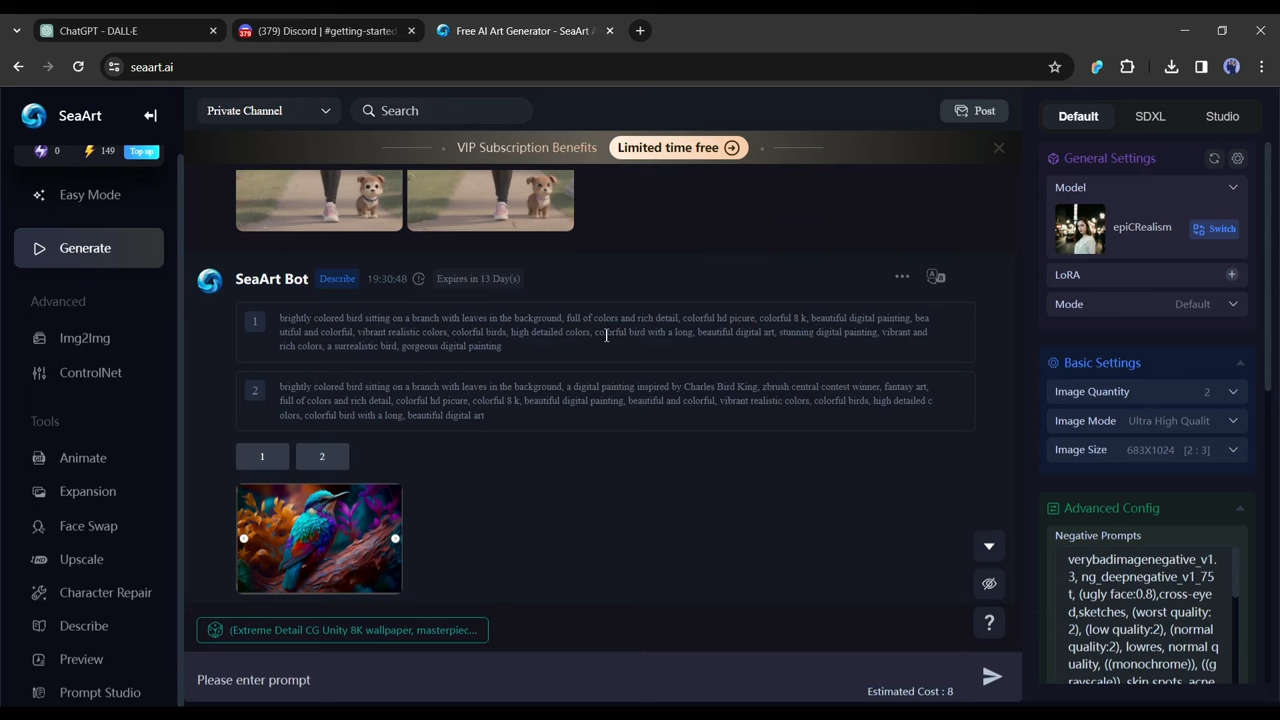 ChatGPT - DALL·E
(379) Discord | #getting-started
Free AI Art Generator - SeaArt A
seaart.ai
SeaArt
0
149
Top up
Easy Mode
Generate
Advanced
Img2Img
ControlNet
Tools
Animate
Expansion
Face Swap
Upscale
Character Repair
Describe
Preview
Prompt Studio
Private Channel
Search
Post
VIP Subscription Benefits
Limited time free
SeaArt Bot
Describe
19:30:48
Expires in 13 Day(s)
1
brightly colored bird sitting on a branch with leaves in the background, full of colors and rich detail, colorful hd picure, colorful 8 k, beautiful digital painting, bea
utiful and colorful, vibrant realistic colors, colorful birds, high detailed colors, colorful bird with a long, beautiful digital art, stunning digital painting, vibrant and
rich colors, a surrealistic bird, gorgeous digital painting
2
brightly colored bird sitting on a branch with leaves in the background, a digital painting inspired by Charles Bird King, zbrush central contest winner, fantasy art,
full of colors and rich detail, colorful hd picure, colorful 8 k, beautiful digital painting, beautiful and colorful, vibrant realistic colors, colorful birds, high detailed c
olors, colorful bird with a long, beautiful digital art
1
2
(Extreme Detail CG Unity 8K wallpaper, masterpiec...
Please enter prompt
Estimated Cost : 8
?
Default
SDXL
Studio
General Settings
Model
epiCRealism
Switch
LoRA
Mode
Default
Basic Settings
Image Quantity
2
Image Mode
Ultra High Qualit
Image Size
683X1024 [2 : 3]
Advanced Config
Negative Prompts
verybadimagenegative_v1.
3, ng_deepnegative_v1_75
t, (ugly face:0.8),cross-eye
d,sketches, (worst quality:
2), (low quality:2), (normal
quality:2), lowres, normal q
uality, ((monochrome)), ((g
rayscale)), skin spots, acne